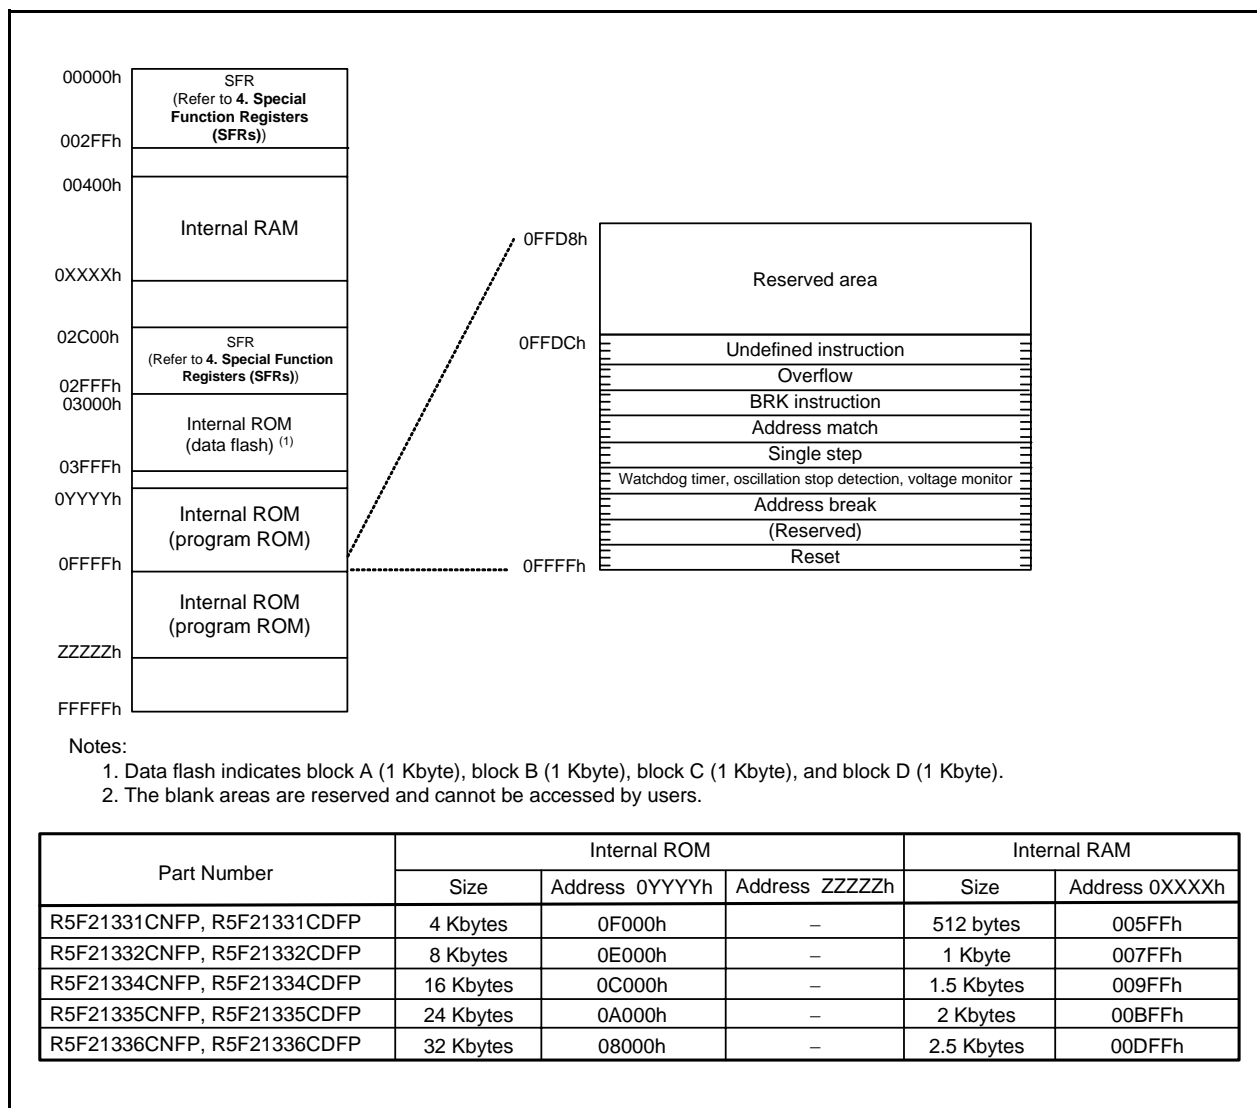 00000h
SFR
(Refer to 4. Special
Function Registers
(SFRs))
002FFh
00400h
Internal RAM
0XXXXh
02C00h
SFR
(Refer to 4. Special Function
Registers (SFRs))
02FFFh
03000h
Internal ROM
(data flash) (1)
03FFFh
0YYYYh
Internal ROM
(program ROM)
0FFFFh
Internal ROM
(program ROM)
ZZZZZh
FFFFFh
0FFD8h
Reserved area
0FFDCh
Undefined instruction
Overflow
BRK instruction
Address match
Single step
Watchdog timer, oscillation stop detection, voltage monitor
Address break
(Reserved)
Reset
0FFFFh
Notes:
1. Data flash indicates block A (1 Kbyte), block B (1 Kbyte), block C (1 Kbyte), and block D (1 Kbyte).
2. The blank areas are reserved and cannot be accessed by users.
Part Number Internal ROM Internal RAM
Size Address 0YYYYh Address ZZZZZh Size Address 0XXXXh
R5F21331CNFP, R5F21331CDFP 4 Kbytes 0F000h – 512 bytes 005FFh
R5F21332CNFP, R5F21332CDFP 8 Kbytes 0E000h – 1 Kbyte 007FFh
R5F21334CNFP, R5F21334CDFP 16 Kbytes 0C000h – 1.5 Kbytes 009FFh
R5F21335CNFP, R5F21335CDFP 24 Kbytes 0A000h – 2 Kbytes 00BFFh
R5F21336CNFP, R5F21336CDFP 32 Kbytes 08000h – 2.5 Kbytes 00DFFh